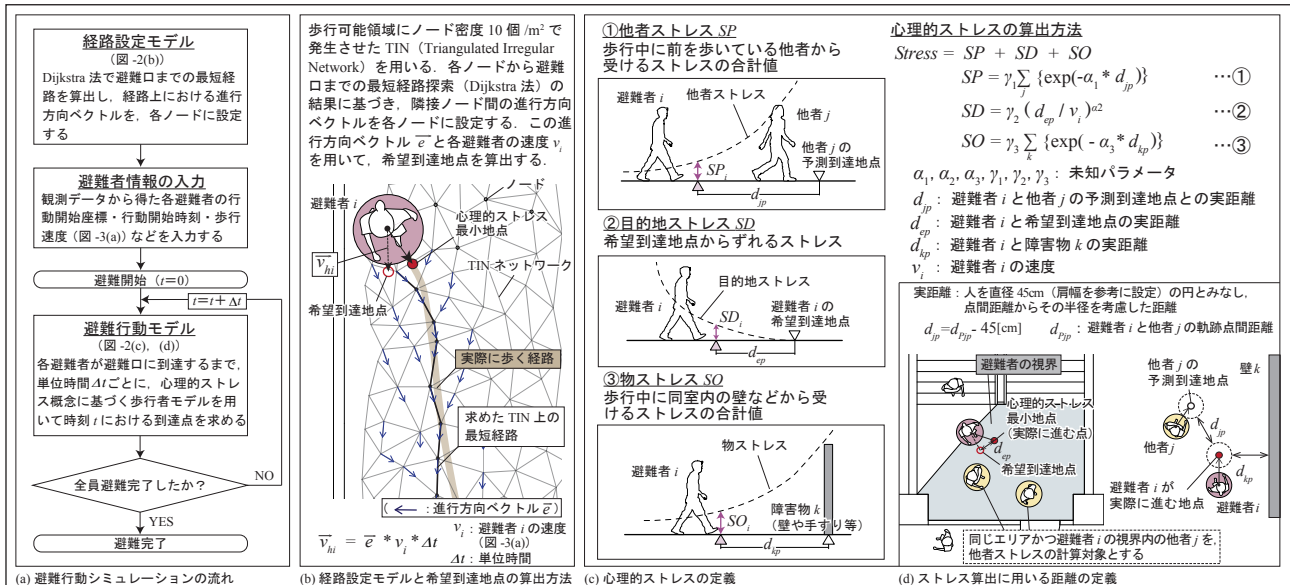 経路設定モデル
(図 -2(b))
Dijkstra 法で避難口までの最短経
路を算出し，経路上における進行
方向ベクトルを，各ノードに設定
する
避難者情報の入力
観測データから得た各避難者の行
動開始座標・行動開始時刻・歩行
速度（図 -3(a)）などを入力する
避難開始（t=0）
t=t+Δt
避難行動モデル
(図 -2(c), (d))
各避難者が避難口に到達するまで，
単位時間Δtごとに，心理的ストレ
ス概念に基づく歩行者モデルを用
いて時刻 t における到達点を求める
全員避難完了したか？
NO
YES
避難完了
(a) 避難行動シミュレーションの流れ
歩行可能領域にノード密度 10 個 /m² で
発生させた TIN（Triangulated Irregular
Network）を用いる．各ノードから避難
口までの最短経路探索（Dijkstra 法）の
結果に基づき，隣接ノード間の進行方向
ベクトルを各ノードに設定する．この進
行方向ベクトル e と各避難者の速度 vi
を用いて，希望到達地点を算出する．
ノード
避難者 i
心理的ストレス
最小地点
vhi
TIN ネットワーク
希望到達地点
実際に歩く経路
求めた TIN 上の
最短経路
( ← : 進行方向ベクトル e )
vhi = e * vi * Δt
vi : 避難者 i の速度
(図 -3(a))
Δt : 単位時間
(b) 経路設定モデルと希望到達地点の算出方法
①他者ストレス SP
歩行中に前を歩いている他者から
受けるストレスの合計値
避難者 i
他者ストレス
他者 j
他者 j の
予測到達地点
SPi
djp
②目的地ストレス SD
希望到達地点からずれるストレス
目的地ストレス
避難者 i
避難者 i の
希望到達地点
SDi
dep
③物ストレス SO
歩行中に同室内の壁などから受
けるストレスの合計値
物ストレス
避難者 i
SOi
障害物 k
（壁や手すり等）
dkp
(c) 心理的ストレスの定義
心理的ストレスの算出方法
Stress = SP + SD + SO
SP = γ1 Σj {exp(-α1 * djp)} …①
SD = γ2 ( dep / vi )α2 …②
SO = γ3 Σk {exp( - α3 * dkp)} …③
α1, α2, α3, γ1, γ2, γ3 : 未知パラメータ
djp : 避難者 i と他者 j の予測到達地点との実距離
dep : 避難者 i と希望到達地点の実距離
dkp : 避難者 i と障害物 k の実距離
vi : 避難者 i の速度
実距離：人を直径 45cm（肩幅を参考に設定）の円とみなし，
点間距離からその半径を考慮した距離
djp=dPjp - 45[cm] dPjp : 避難者 i と他者 j の軌跡点間距離
避難者の視界
心理的ストレス
最小地点
(実際に進む点)
dep
希望到達地点
他者 j の
予測到達地点
壁 k
他者 j
djp
dkp
避難者 i が
実際に進む地点
避難者 i
同じエリアかつ避難者 i の視界内の他者 j を，
他者ストレスの計算対象とする
(d) ストレス算出に用いる距離の定義